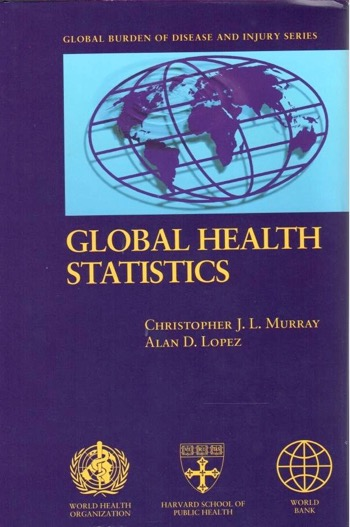 GLOBAL BURDEN OF DISEASE AND INJURY SERIES
GLOBAL HEALTH
STATISTICS
CHRISTOPHER J. L. MURRAY
ALAN D. LOPEZ
WORLD HEALTH
ORGANIZATION
HARVARD SCHOOL OF
PUBLIC HEALTH
WORLD
BANK